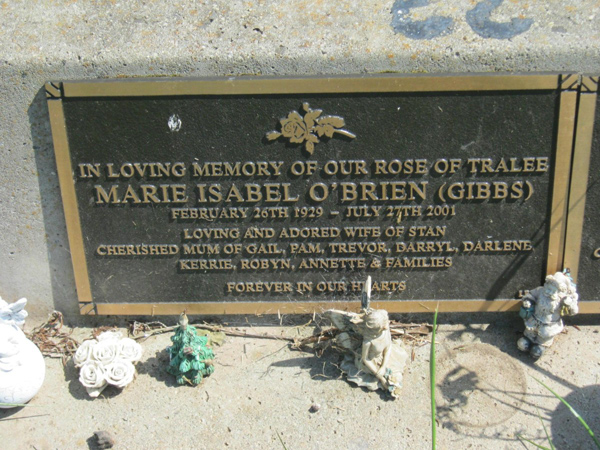 22
IN LOVING MEMORY OF OUR ROSE OF TRALEE
MARIE ISABEL O'BRIEN (GIBBS)
FEBRUARY 26TH 1929 - JULY 27TH 2001
LOVING AND ADORED WIFE OF STAN
CHERISHED MUM OF GAIL, PAM, TREVOR, DARRYL, DARLENE,
KERRIE, ROBYN, ANNETTE & FAMILIES
FOREVER IN OUR HEARTS